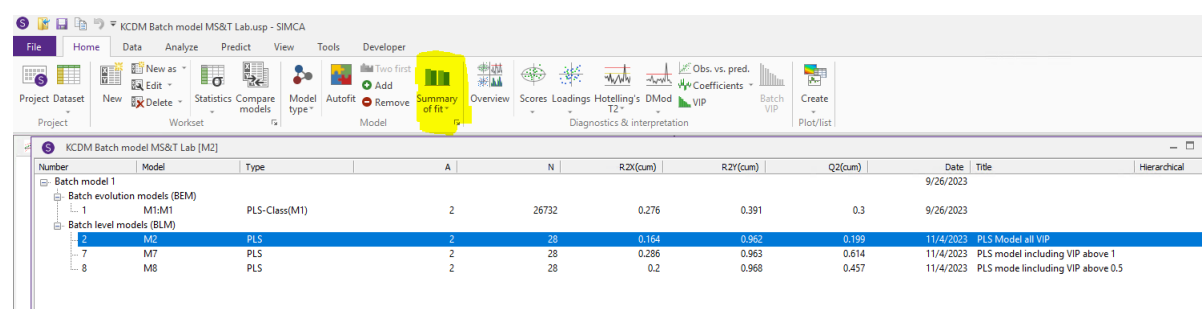 S KCDM Batch model MS&T Lab.usp - SIMCA
File Home Data Analyze Predict View Tools Developer
New as Two first Obs. vs. pred.
Edit Add Coefficients
Project Dataset New Delete Statistics Compare models Model type Autofit Remove Summary of fit Overview Scores Loadings Hotelling's T2 DMod VIP Batch VIP Create
Project Workset Model Diagnostics & interpretation Plot/list
S KCDM Batch model MS&T Lab [M2]
Number Model Type A N R2X(cum) R2Y(cum) Q2(cum) Date Title Hierarchical
Batch model 1 9/26/2023
Batch evolution models (BEM)
1 M1:M1 PLS-Class(M1) 2 26732 0.276 0.391 0.3 9/26/2023
Batch level models (BLM)
2 M2 PLS 2 28 0.164 0.962 0.199 11/4/2023 PLS Model all VIP
7 M7 PLS 2 28 0.286 0.963 0.614 11/4/2023 PLS model including VIP above 1
8 M8 PLS 2 28 0.2 0.968 0.457 11/4/2023 PLS mode lincluding VIP above 0.5